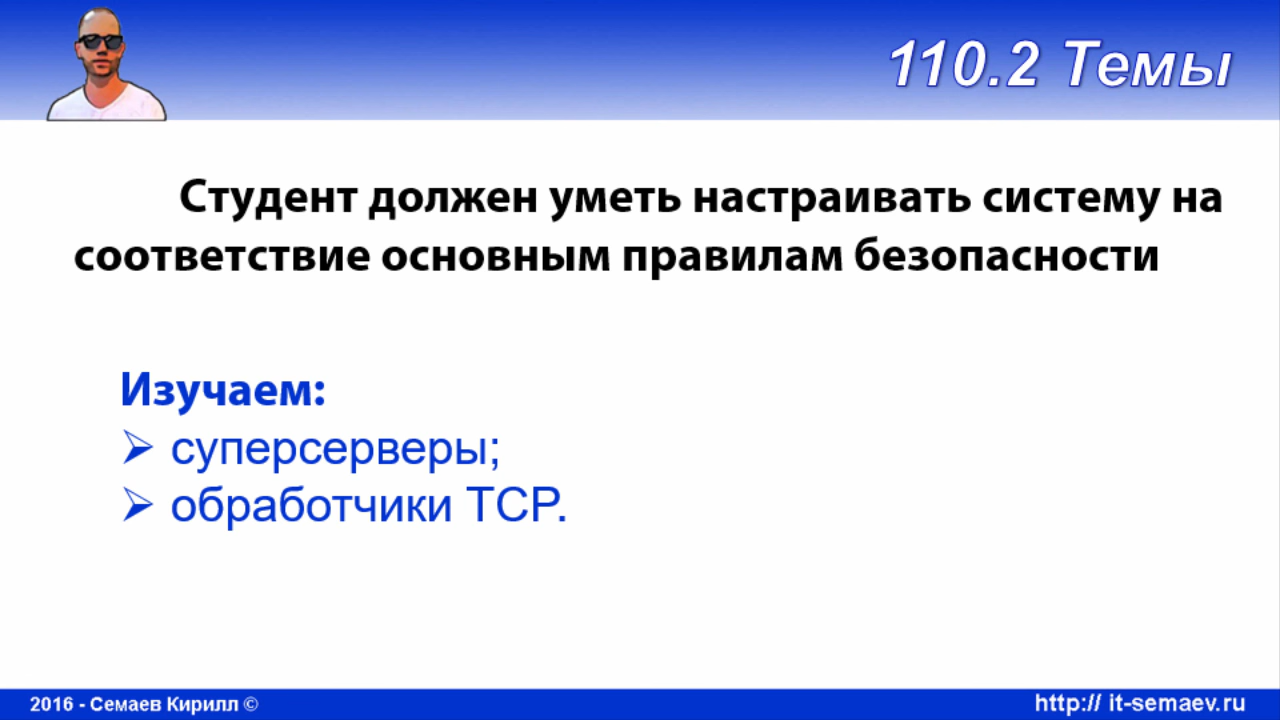 110.2 Темы
Студент должен уметь настраивать систему на
соответствие основным правилам безопасности
Изучаем:
➢ суперсерверы;
➢ обработчики TCP.
2016 - Семаев Кирилл ©
http:// it-semaev.ru